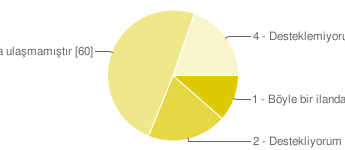 4 - Desteklemiyoru
a ulaşmamıştır [60]
1 - Böyle bir ilanda
2 - Destekliyorum